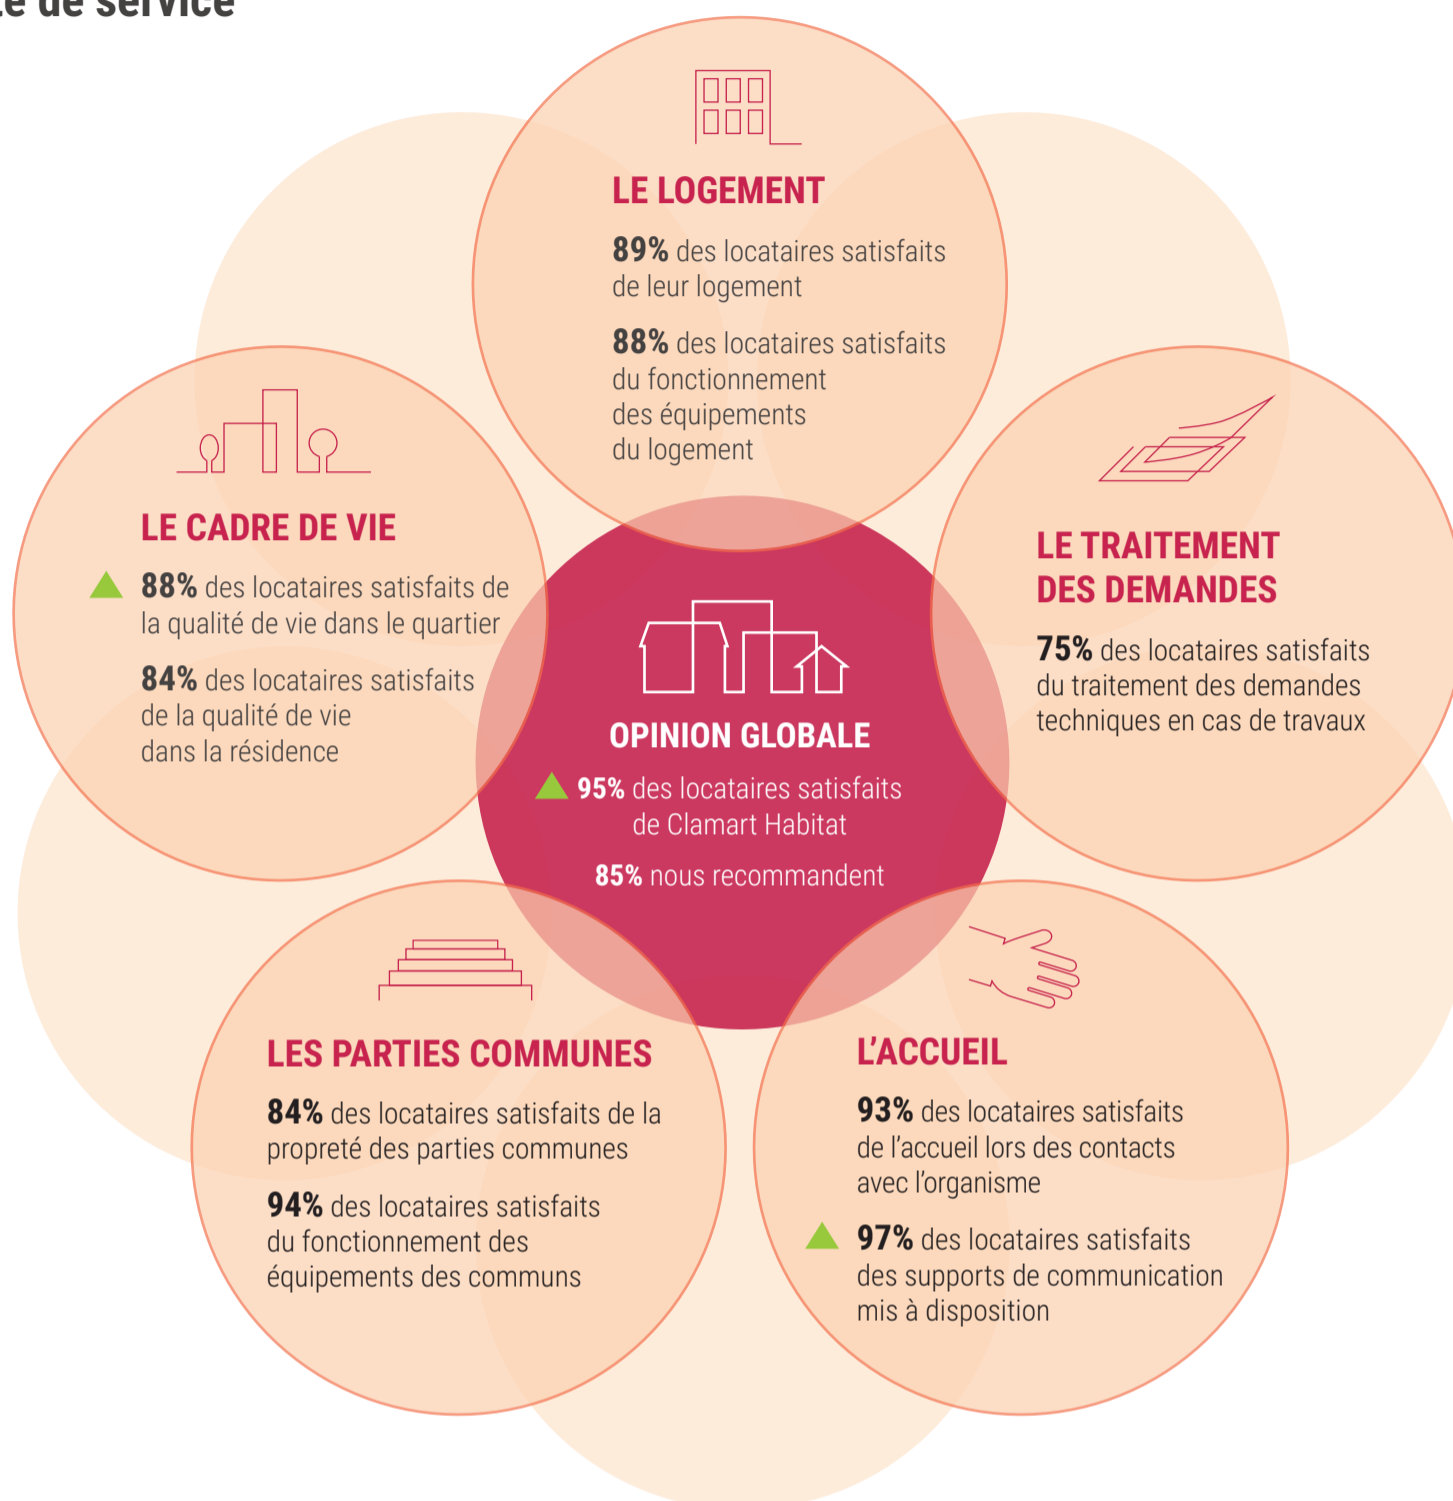 de service
LE LOGEMENT
89% des locataires satisfaits
de leur logement
88% des locataires satisfaits
du fonctionnement
des équipements
du logement
LE CADRE DE VIE
88% des locataires satisfaits de
la qualité de vie dans le quartier
84% des locataires satisfaits
de la qualité de vie
dans la résidence
LE TRAITEMENT
DES DEMANDES
75% des locataires satisfaits
du traitement des demandes
techniques en cas de travaux
OPINION GLOBALE
95% des locataires satisfaits
de Clamart Habitat
85% nous recommandent
LES PARTIES COMMUNES
84% des locataires satisfaits de la
propreté des parties communes
94% des locataires satisfaits
du fonctionnement des
équipements des communs
L’ACCUEIL
93% des locataires satisfaits
de l’accueil lors des contacts
avec l’organisme
97% des locataires satisfaits
des supports de communication
mis à disposition